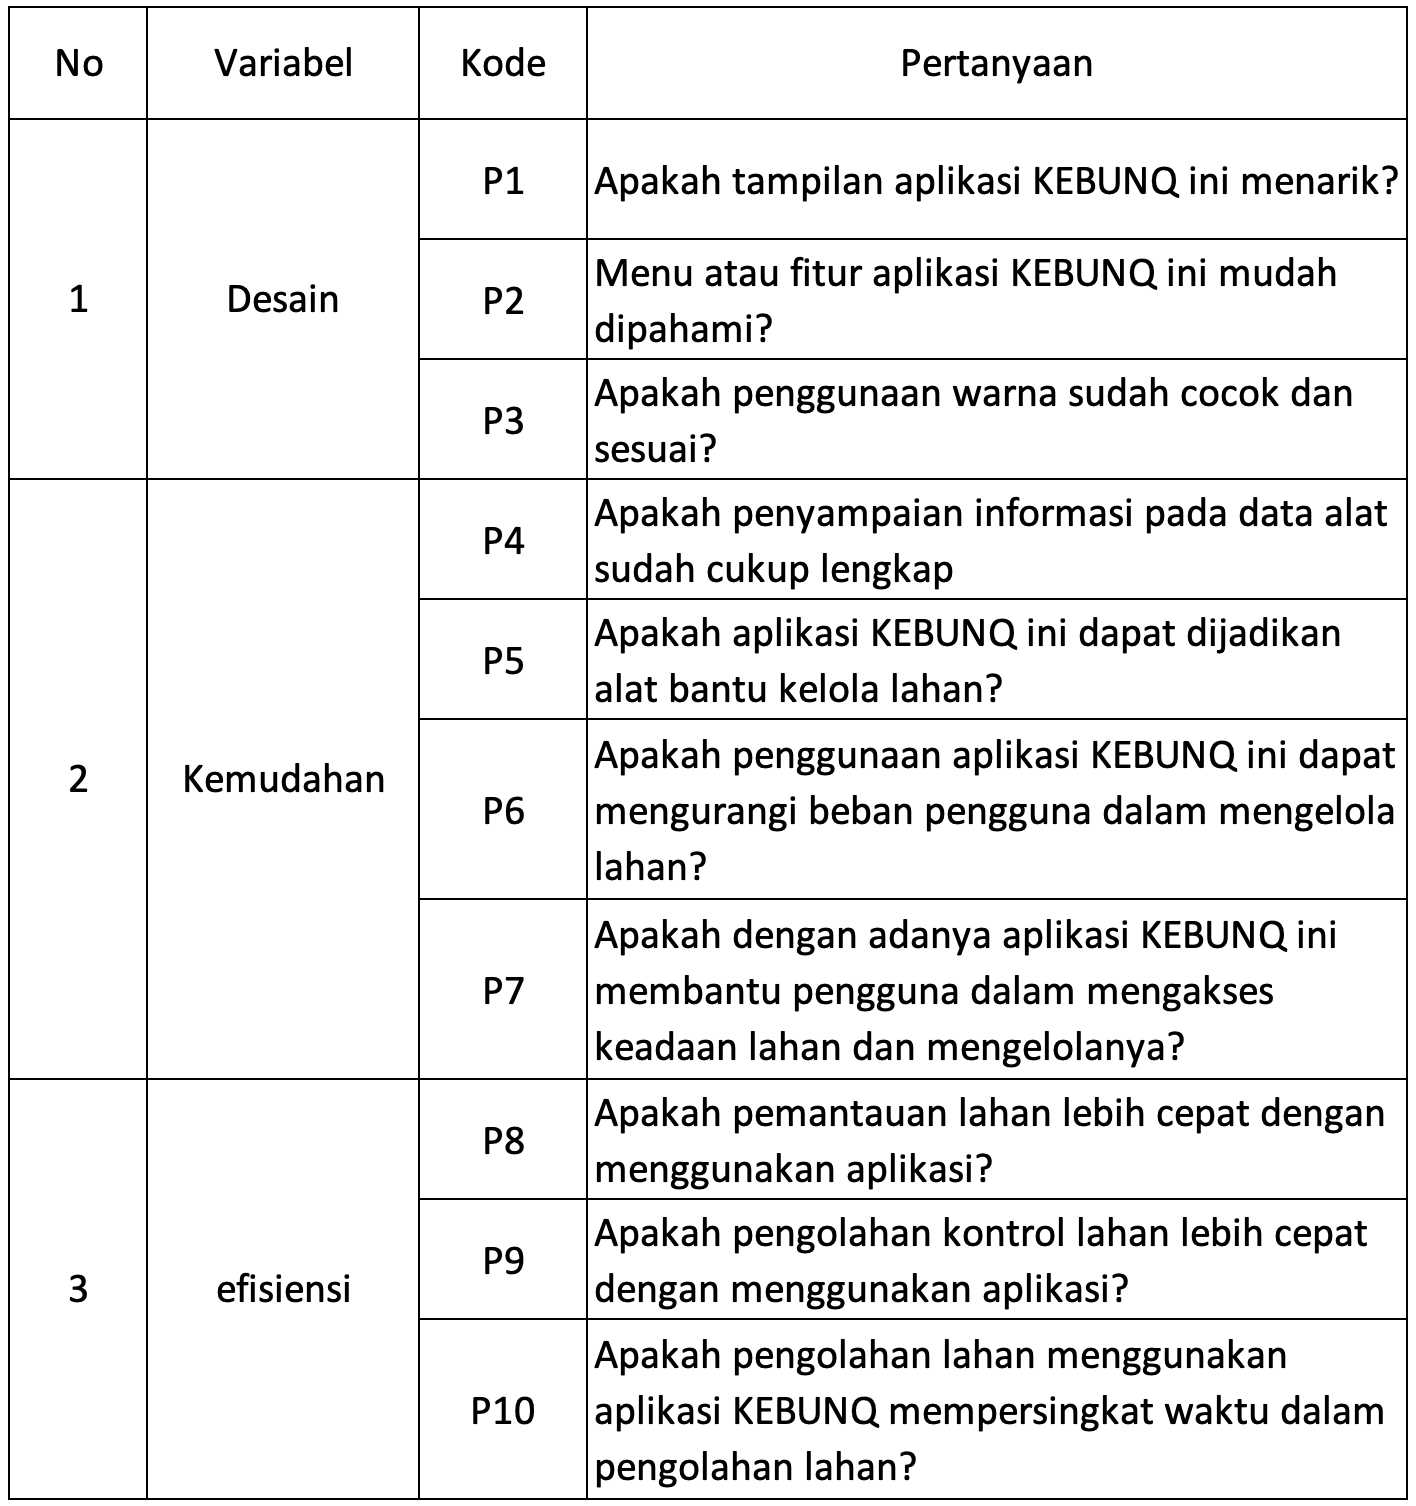 No Variabel Kode Pertanyaan
1 Desain P1 Apakah tampilan aplikasi KEBUNQ ini menarik?
P2 Menu atau fitur aplikasi KEBUNQ ini mudah
dipahami?
P3 Apakah penggunaan warna sudah cocok dan
sesuai?
2 Kemudahan P4 Apakah penyampaian informasi pada data alat
sudah cukup lengkap
P5 Apakah aplikasi KEBUNQ ini dapat dijadikan
alat bantu kelola lahan?
P6 Apakah penggunaan aplikasi KEBUNQ ini dapat
mengurangi beban pengguna dalam mengelola
lahan?
P7 Apakah dengan adanya aplikasi KEBUNQ ini
membantu pengguna dalam mengakses
keadaan lahan dan mengelolanya?
3 efisiensi P8 Apakah pemantauan lahan lebih cepat dengan
menggunakan aplikasi?
P9 Apakah pengolahan kontrol lahan lebih cepat
dengan menggunakan aplikasi?
P10 Apakah pengolahan lahan menggunakan
aplikasi KEBUNQ mempersingkat waktu dalam
pengolahan lahan?